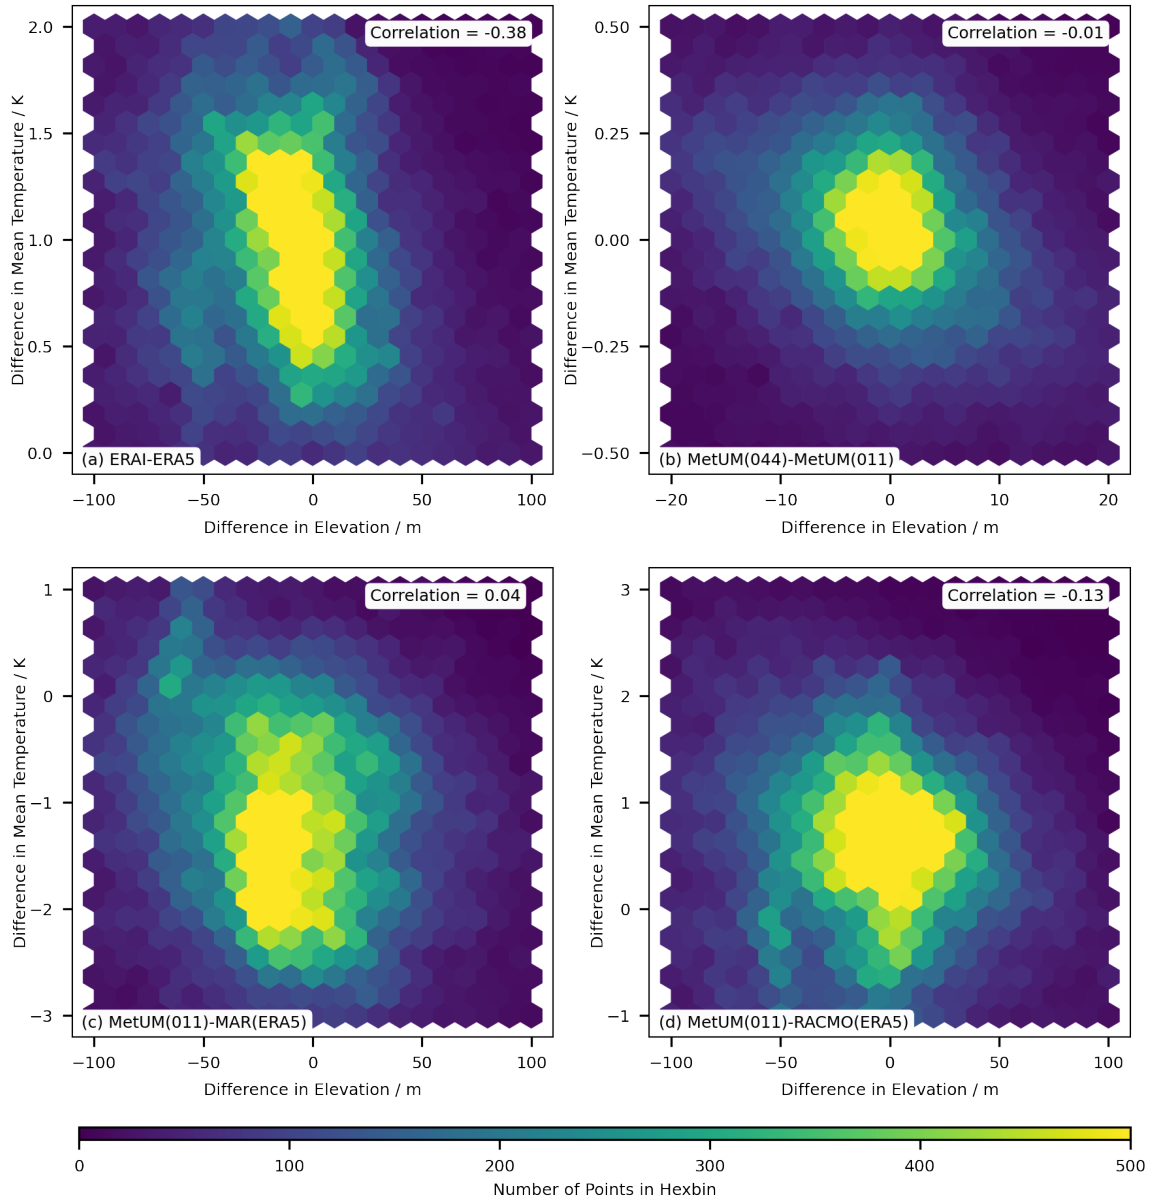 Correlation = -0.38
2.0
1.5
1.0
0.5
0.0
Difference in Mean Temperature / K
(a) ERAI-ERA5
−100
−50
0
50
100
Difference in Elevation / m
Correlation = -0.01
0.50
0.25
0.00
−0.25
−0.50
Difference in Mean Temperature / K
(b) MetUM(044)-MetUM(011)
−20
−10
0
10
20
Difference in Elevation / m
Correlation = 0.04
1
0
−1
−2
−3
Difference in Mean Temperature / K
(c) MetUM(011)-MAR(ERA5)
−100
−50
0
50
100
Difference in Elevation / m
Correlation = -0.13
3
2
1
0
−1
Difference in Mean Temperature / K
(d) MetUM(011)-RACMO(ERA5)
−100
−50
0
50
100
Difference in Elevation / m
0
100
200
300
400
500
Number of Points in Hexbin